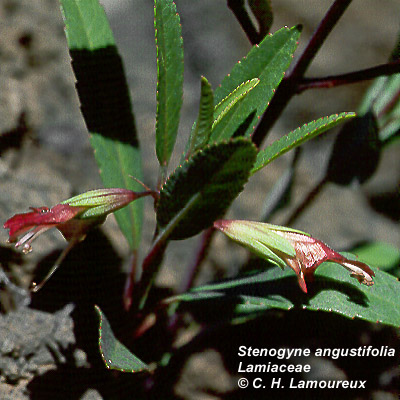 Stenogyne angustifolia
Lamiaceae
© C. H. Lamoureux